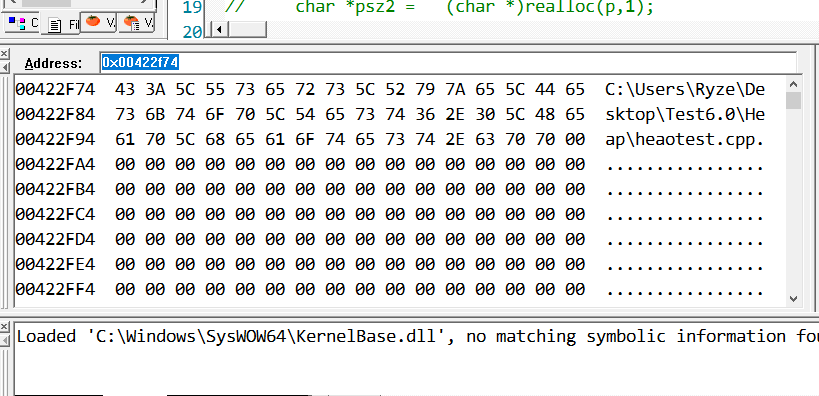 19 // char *psz2 = (char *)realloc(p,1);
C Fil V. V. 20
Address: 0x00422f74
00422F74 43 3A 5C 55 73 65 72 73 5C 52 79 7A 65 5C 44 65 C:\Users\Ryze\De
00422F84 73 6B 74 6F 70 5C 54 65 73 74 36 2E 30 5C 48 65 sktop\Test6.0\He
00422F94 61 70 5C 68 65 61 6F 74 65 73 74 2E 63 70 70 00 ap\heaotest.cpp.
00422FA4 00 00 00 00 00 00 00 00 00 00 00 00 00 00 00 00 ................
00422FB4 00 00 00 00 00 00 00 00 00 00 00 00 00 00 00 00 ................
00422FC4 00 00 00 00 00 00 00 00 00 00 00 00 00 00 00 00 ................
00422FD4 00 00 00 00 00 00 00 00 00 00 00 00 00 00 00 00 ................
00422FE4 00 00 00 00 00 00 00 00 00 00 00 00 00 00 00 00 ................
00422FF4 00 00 00 00 00 00 00 00 00 00 00 00 00 00 00 00 ................
Loaded 'C:\Windows\SysWOW64\KernelBase.dll', no matching symbolic information fou